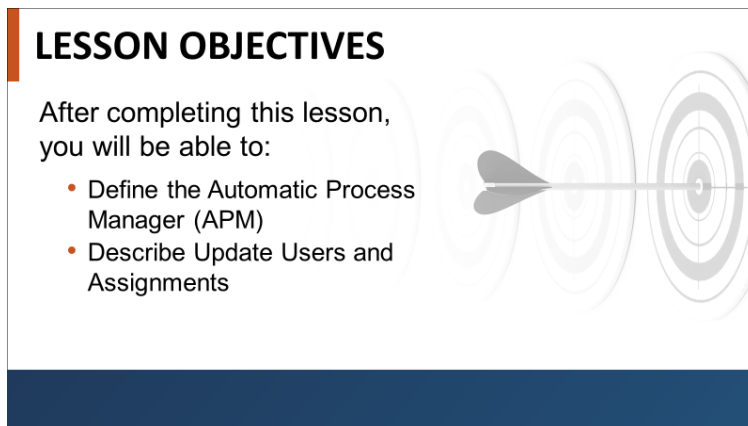 LESSON OBJECTIVES
After completing this lesson,
you will be able to:
• Define the Automatic Process
Manager (APM)
• Describe Update Users and
Assignments